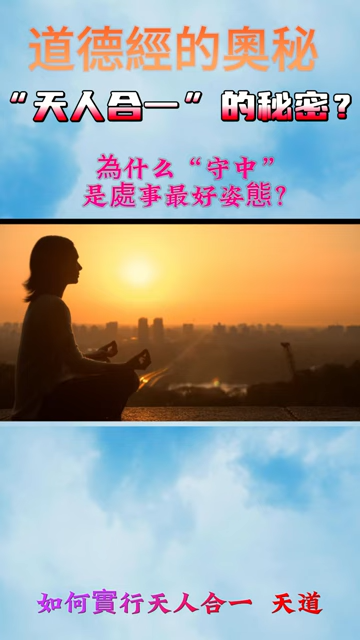 道德經的奧秘
“天人合一”的秘密？
為什么“守中”
是處事最好姿態？
如何實行天人合一 天道